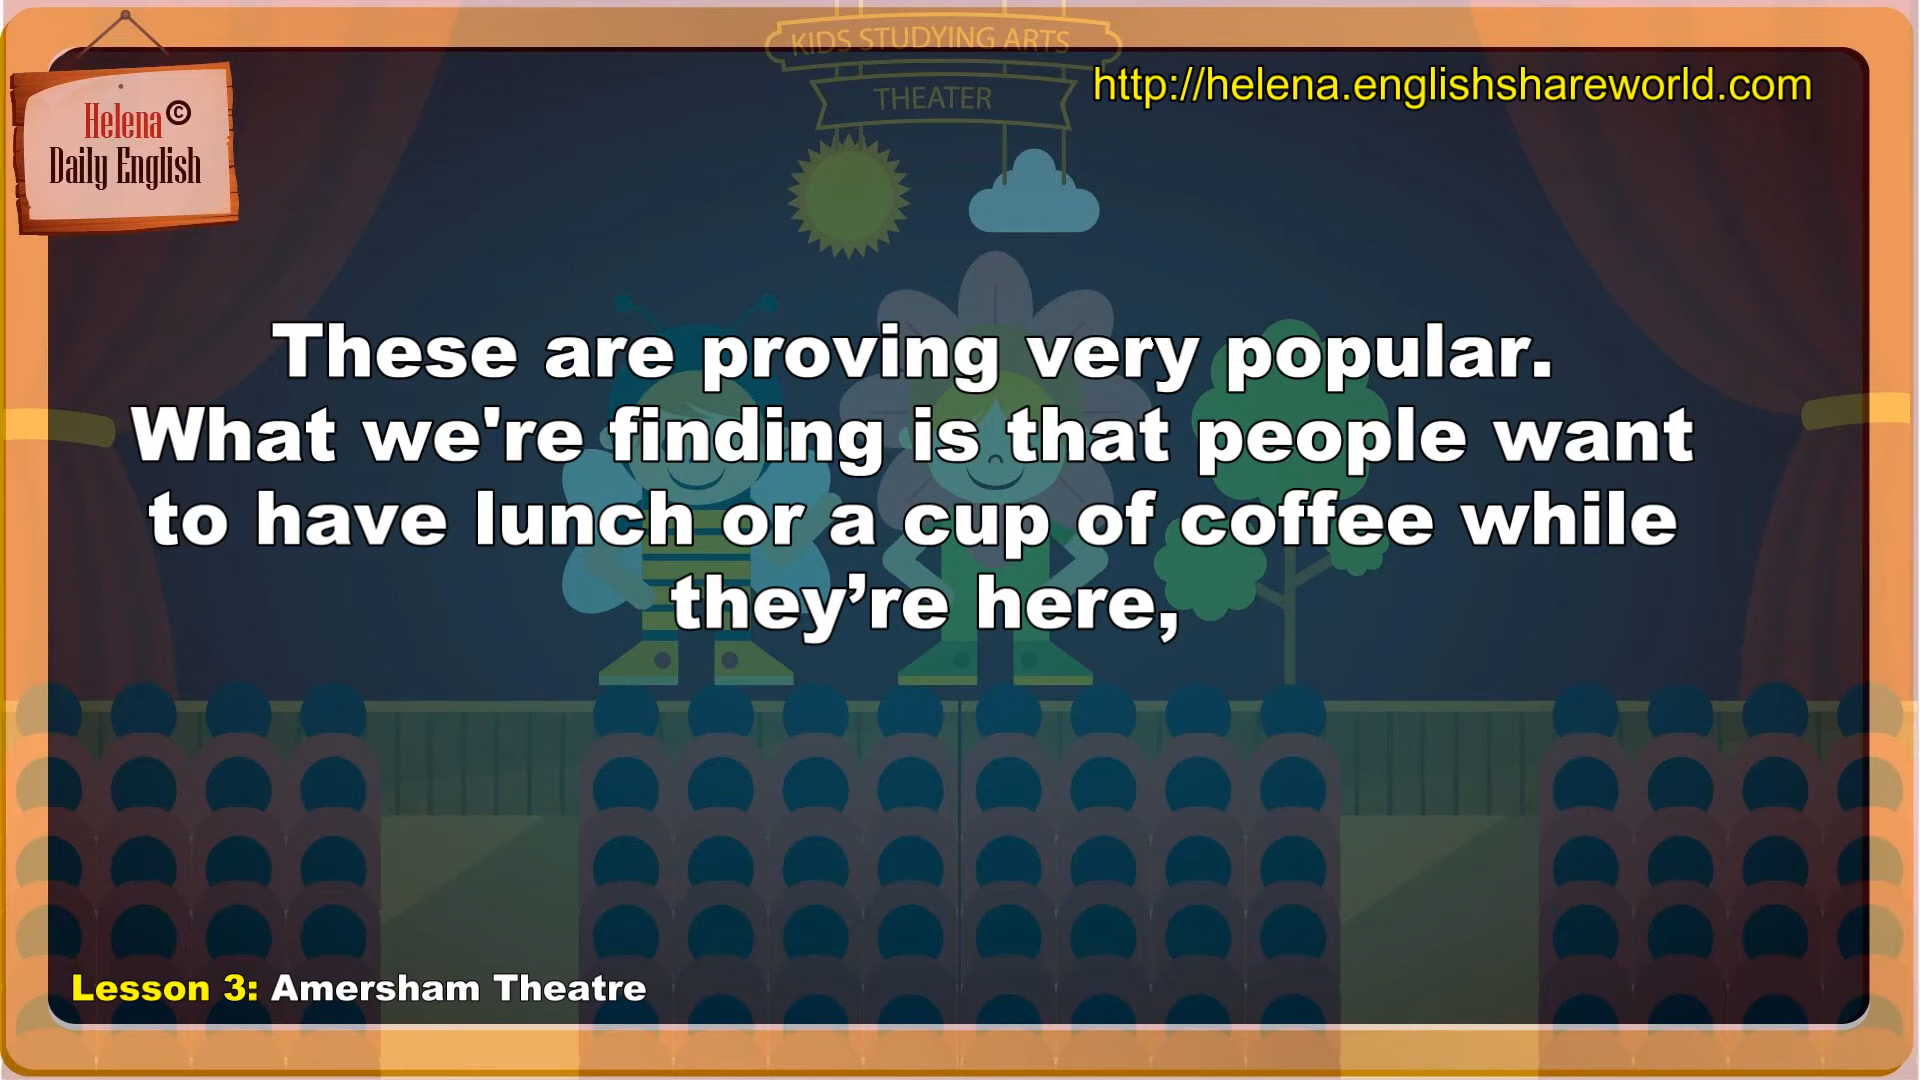 KIDS STUDYING ARTS
THEATER
http://helena.englishshareworld.com
Helena ©
Daily English
These are proving very popular.
What we're finding is that people want
to have lunch or a cup of coffee while
they’re here,
Lesson 3: Amersham Theatre